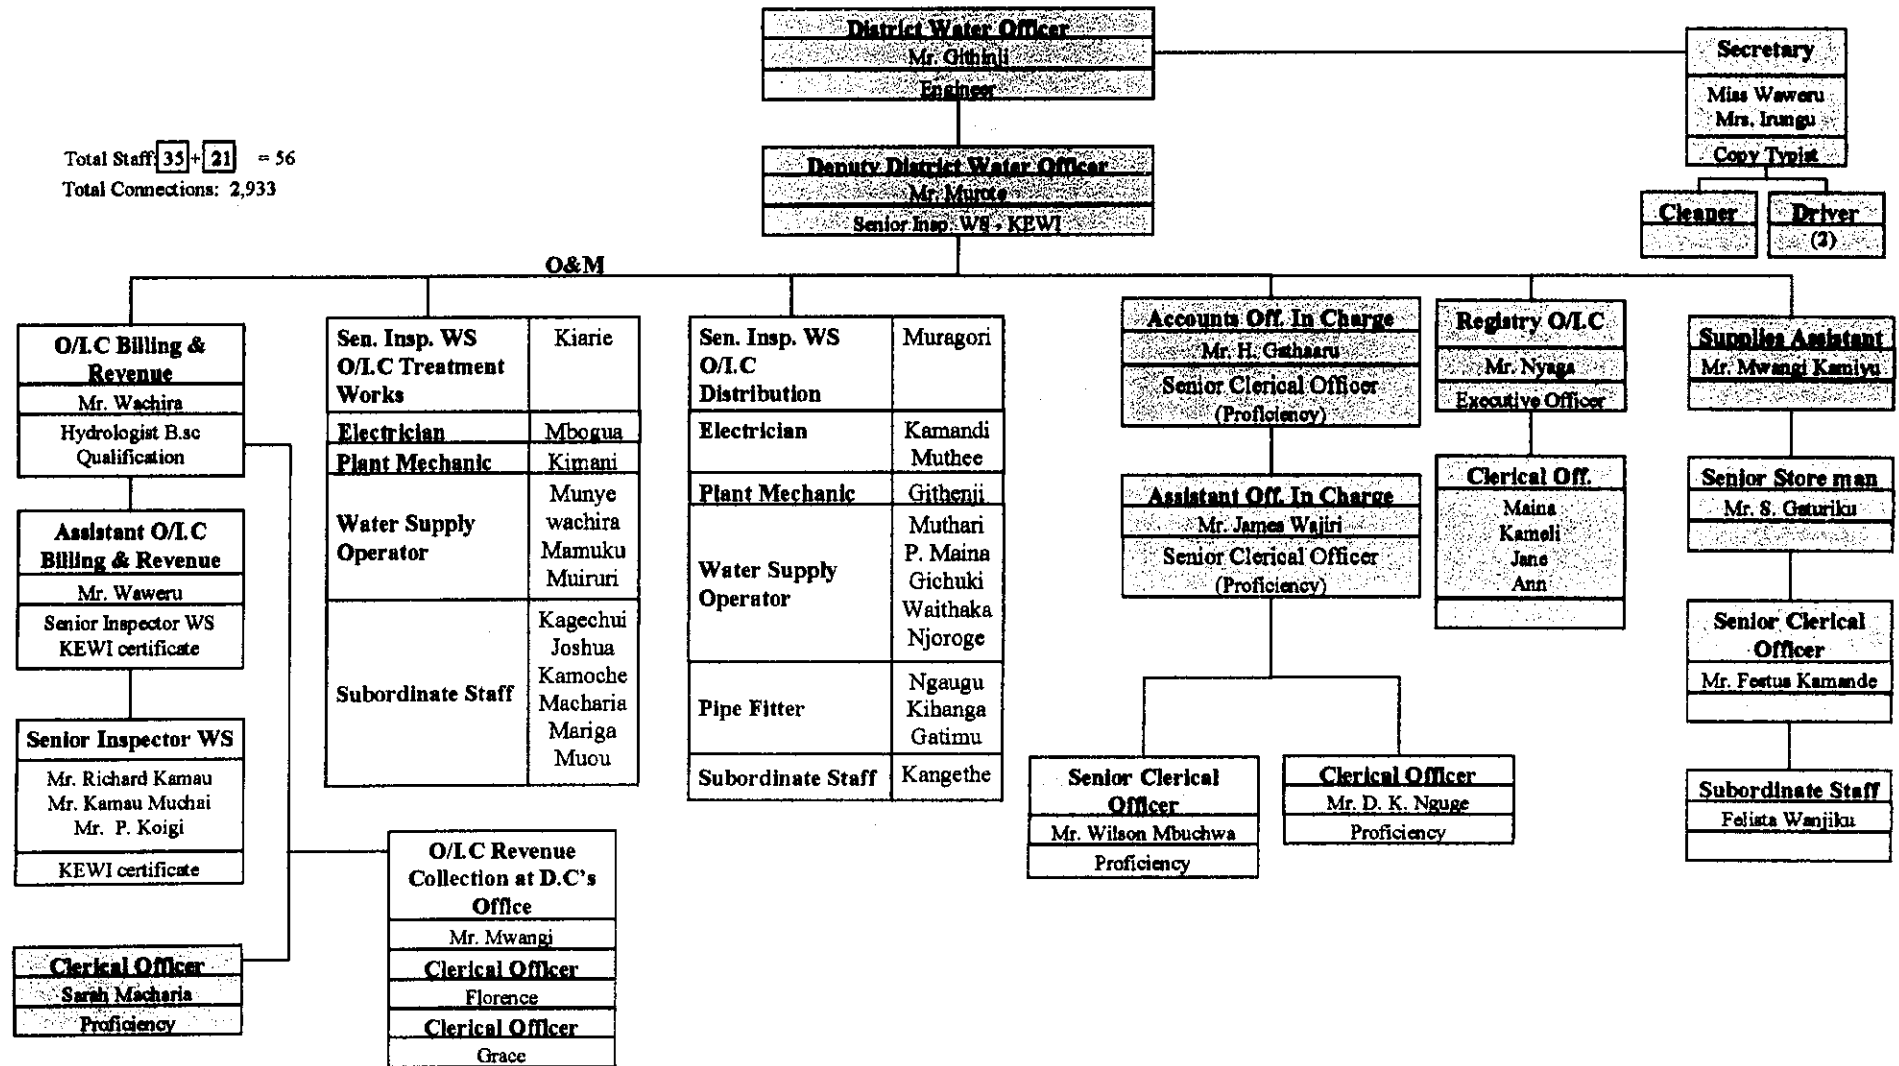 District Water Officer
Mr. Githinji
Engineer
Secretary
Miss Waweru
Mrs. Irungu
Copy Typist
Cleaner
Driver
(2)
Total Staff: 35 + 21 = 56
Total Connections: 2,933
Deputy District Water Officer
Mr. Murote
Senior Insp. WS - KEWI
O&M
O/I.C Billing &
Revenue
Mr. Wachira
Hydrologist B.sc
Qualification
Assistant O/I.C
Billing & Revenue
Mr. Waweru
Senior Inspector WS
KEWI certificate
Senior Inspector WS
Mr. Richard Kamau
Mr. Kamau Muchai
Mr. P. Koigi
KEWI certificate
Clerical Officer
Sarah Macharia
Proficiency
O/I.C Revenue
Collection at D.C's
Office
Mr. Mwangi
Clerical Officer
Florence
Clerical Officer
Grace
Sen. Insp. WS
O/I.C Treatment
Works
Kiarie
Electrician
Mbogua
Plant Mechanic
Kimani
Water Supply
Operator
Munye
wachira
Mamuku
Muiruri
Subordinate Staff
Kagechui
Joshua
Kamoche
Macharia
Mariga
Muou
Sen. Insp. WS
O/I.C
Distribution
Muragori
Electrician
Kamandi
Muthee
Plant Mechanic
Githenji
Water Supply
Operator
Muthari
P. Maina
Gichuki
Waithaka
Njoroge
Pipe Fitter
Ngaugu
Kihanga
Gatimu
Subordinate Staff
Kangethe
Accounts Off. In Charge
Mr. H. Gathaaru
Senior Clerical Officer
(Proficiency)
Assistant Off. In Charge
Mr. James Wajiri
Senior Clerical Officer
(Proficiency)
Senior Clerical
Officer
Mr. Wilson Mbuchwa
Proficiency
Clerical Officer
Mr. D. K. Nguge
Proficiency
Registry O/I.C
Mr. Nyaga
Executive Officer
Clerical Off.
Maina
Kameli
Jane
Ann
Supplies Assistant
Mr. Mwangi Kamiyu
Senior Store man
Mr. S. Gaturiku
Senior Clerical
Officer
Mr. Festus Kamande
Subordinate Staff
Felista Wanjiku